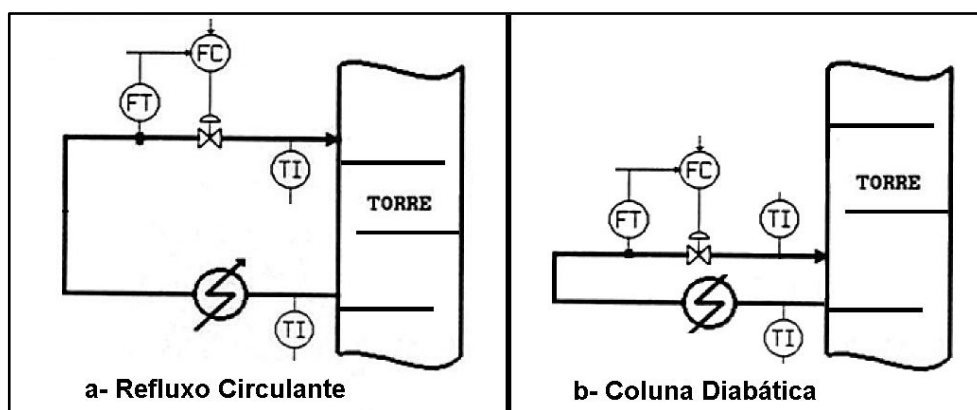 FC
FT
TI
TORRE
TI
a- Refluxo Circulante
FC
FT
TI
TORRE
TI
b- Coluna Diabática